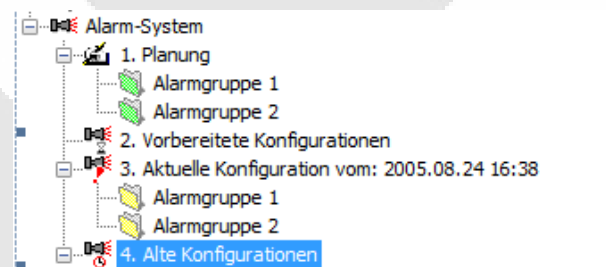 Alarm-System
1. Planung
Alarmgruppe 1
Alarmgruppe 2
2. Vorbereitete Konfigurationen
3. Aktuelle Konfiguration vom: 2005.08.24 16:38
Alarmgruppe 1
Alarmgruppe 2
4. Alte Konfigurationen